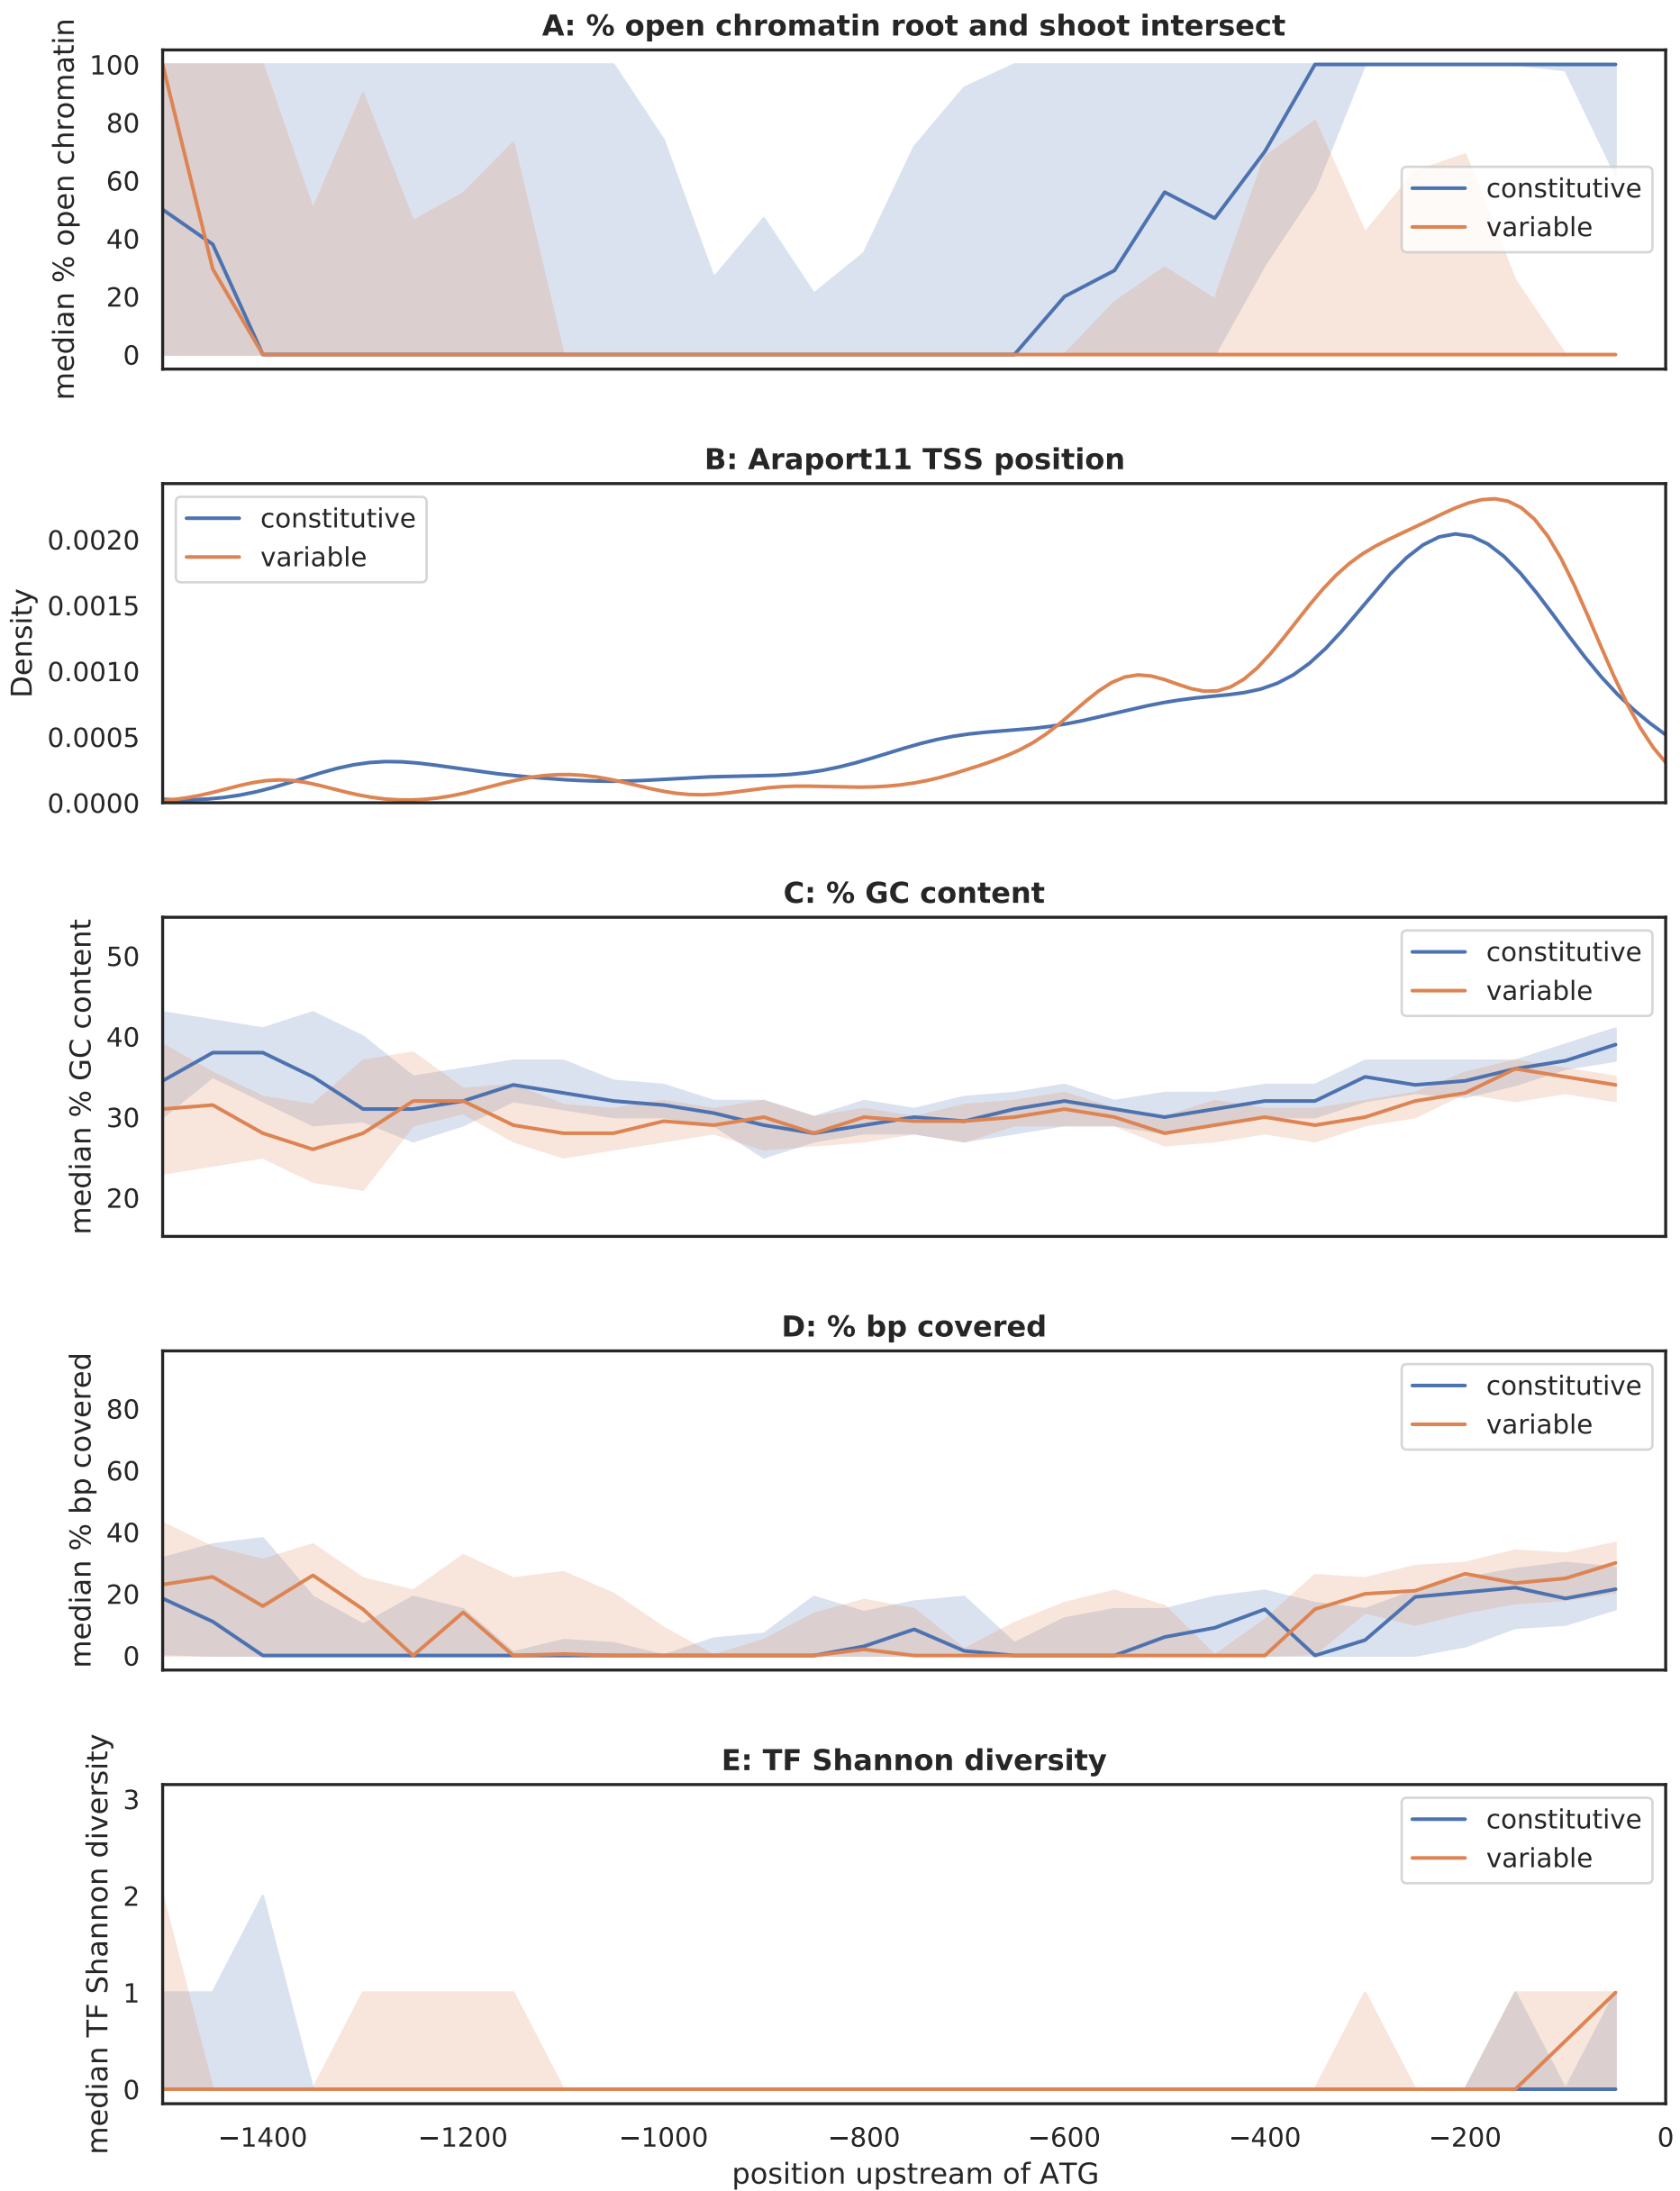 A: % open chromatin root and shoot intersect
median % open chromatin
100
80
60
40
20
0
constitutive
variable
B: Araport11 TSS position
Density
0.0020
0.0015
0.0010
0.0005
0.0000
constitutive
variable
C: % GC content
median % GC content
50
40
30
20
constitutive
variable
D: % bp covered
median % bp covered
80
60
40
20
0
constitutive
variable
E: TF Shannon diversity
median TF Shannon diversity
3
2
1
0
constitutive
variable
−1400 −1200 −1000 −800 −600 −400 −200 0
position upstream of ATG